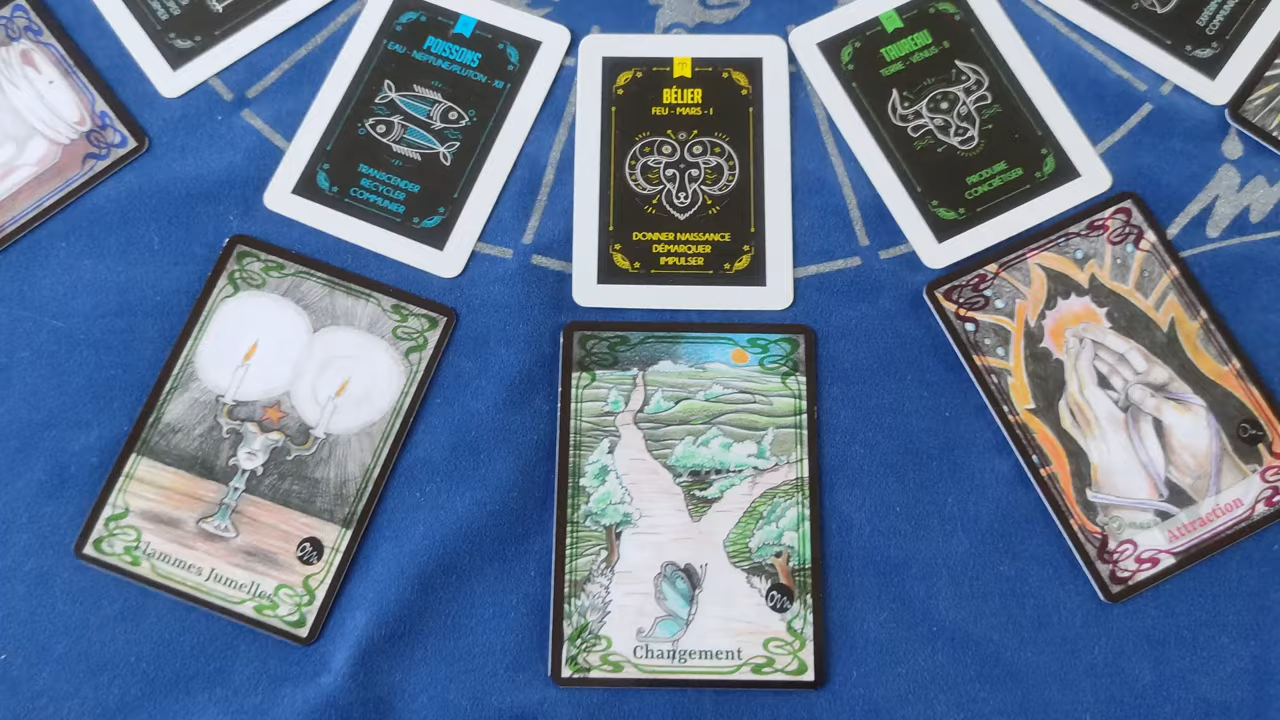 POISSONS
EAU - NEPTUNE/PLUTON - XII
TRANSCENDER
RECYCLER
COMMUNIER
BÉLIER
FEU - MARS - I
DONNER NAISSANCE
DÉMARQUER
IMPULSER
TAUREAU
TERRE - VÉNUS - II
PRODUIRE
CONCRÉTISER
Flammes Jumelles
Changement
Attraction